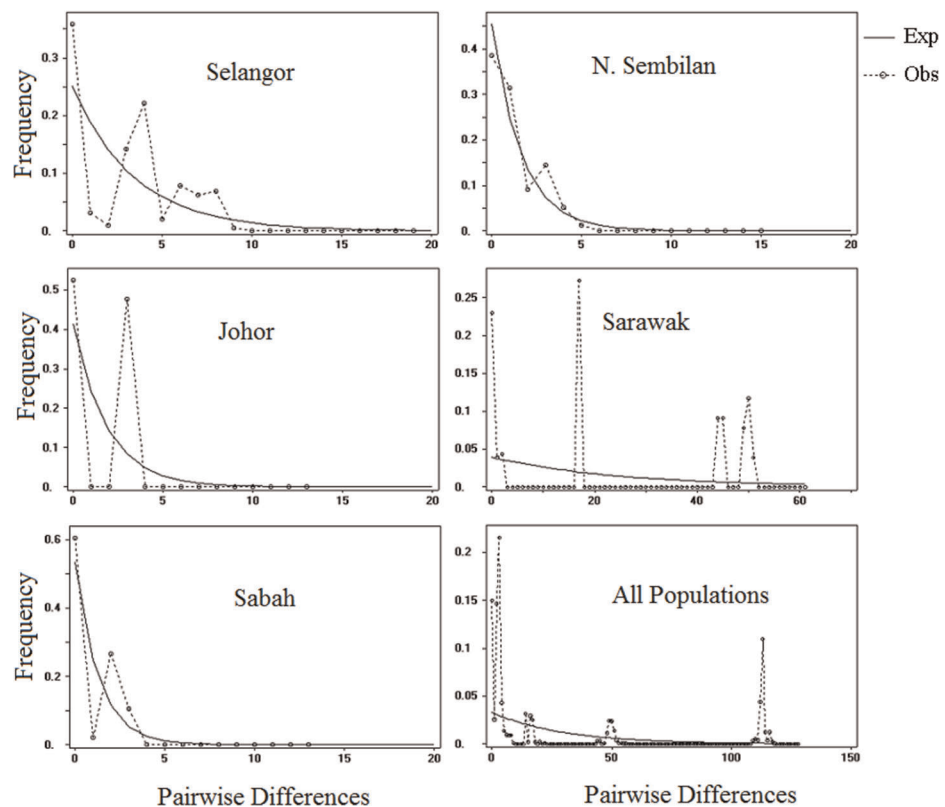 Selangor
Frequency
0.3
0.2
0.1
0.
0 5 10 15 20
N. Sembilan
0.4
0.3
0.2
0.1
0.
0 5 10 15 20
Exp
Obs
Johor
Frequency
0.5
0.4
0.3
0.2
0.1
0.
0 5 10 15 20
Sarawak
0.25
0.2
0.15
0.1
0.05
0.
0 20 40 60
Sabah
Frequency
0.6
0.4
0.2
0.
0 5 10 15 20
All Populations
0.2
0.15
0.1
0.05
0.
0 50 100 150
Pairwise Differences
Pairwise Differences